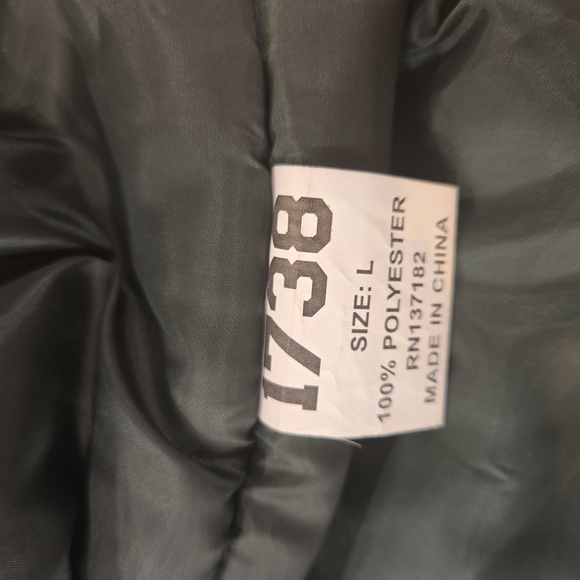 1738
SIZE: L
100% POLYESTER
RN137182
MADE IN CHINA